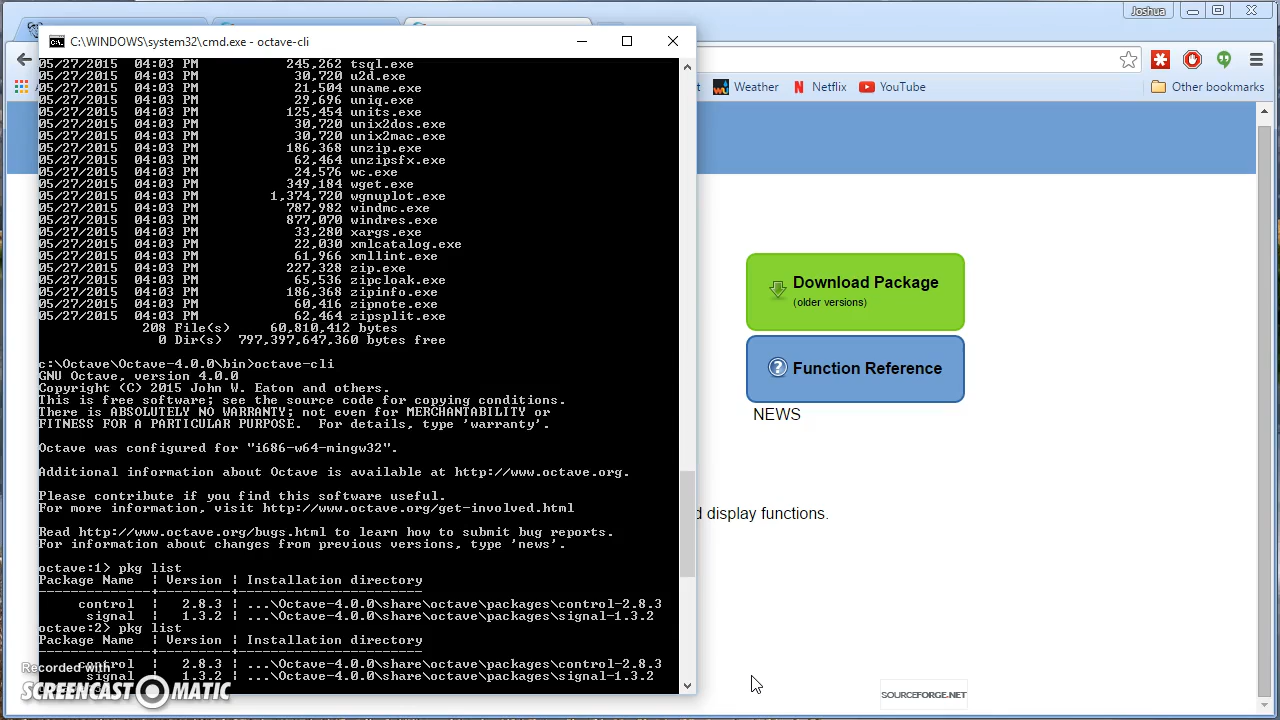 Joshua
C:\WINDOWS\system32\cmd.exe - octave-cli
Weather
Netflix
YouTube
Other bookmarks
05/27/2015  04:03 PM           245,262 tsql.exe
05/27/2015  04:03 PM            30,720 u2d.exe
05/27/2015  04:03 PM            21,504 uname.exe
05/27/2015  04:03 PM            29,696 uniq.exe
05/27/2015  04:03 PM           125,454 units.exe
05/27/2015  04:03 PM            30,720 unix2dos.exe
05/27/2015  04:03 PM            30,720 unix2mac.exe
05/27/2015  04:03 PM           186,368 unzip.exe
05/27/2015  04:03 PM            62,464 unzipsfx.exe
05/27/2015  04:03 PM            24,576 wc.exe
05/27/2015  04:03 PM           349,184 wget.exe
05/27/2015  04:03 PM         1,374,720 wgnuplot.exe
05/27/2015  04:03 PM           787,982 windmc.exe
05/27/2015  04:03 PM           877,070 windres.exe
05/27/2015  04:03 PM            33,280 xargs.exe
05/27/2015  04:03 PM            22,030 xmlcatalog.exe
05/27/2015  04:03 PM            61,966 xmllint.exe
05/27/2015  04:03 PM           227,328 zip.exe
05/27/2015  04:03 PM            65,536 zipcloak.exe
05/27/2015  04:03 PM           186,368 zipinfo.exe
05/27/2015  04:03 PM            60,416 zipnote.exe
05/27/2015  04:03 PM            62,464 zipsplit.exe
208 File(s)     60,810,412 bytes
0 Dir(s)  797,397,647,360 bytes free
c:\Octave\Octave-4.0.0\bin>octave-cli
GNU Octave, version 4.0.0
Copyright (C) 2015 John W. Eaton and others.
This is free software; see the source code for copying conditions.
There is ABSOLUTELY NO WARRANTY; not even for MERCHANTABILITY or
FITNESS FOR A PARTICULAR PURPOSE.  For details, type 'warranty'.
Octave was configured for "i686-w64-mingw32".
Additional information about Octave is available at http://www.octave.org.
Please contribute if you find this software useful.
For more information, visit http://www.octave.org/get-involved.html
Read http://www.octave.org/bugs.html to learn how to submit bug reports.
For information about changes from previous versions, type 'news'.
octave:1> pkg list
Package Name  | Version | Installation directory
--------------+---------+-----------------------
control |   2.8.3 | ...\Octave-4.0.0\share\octave\packages\control-2.8.3
signal |   1.3.2 | ...\Octave-4.0.0\share\octave\packages\signal-1.3.2
octave:2> pkg list
Package Name  | Version | Installation directory
--------------+---------+-----------------------
control |   2.8.3 | ...\Octave-4.0.0\share\octave\packages\control-2.8.3
signal |   1.3.2 | ...\Octave-4.0.0\share\octave\packages\signal-1.3.2
Download Package
(older versions)
Function Reference
NEWS
d display functions.
Recorded with
SCREENCAST MATIC
SOURCEFORGE.NET